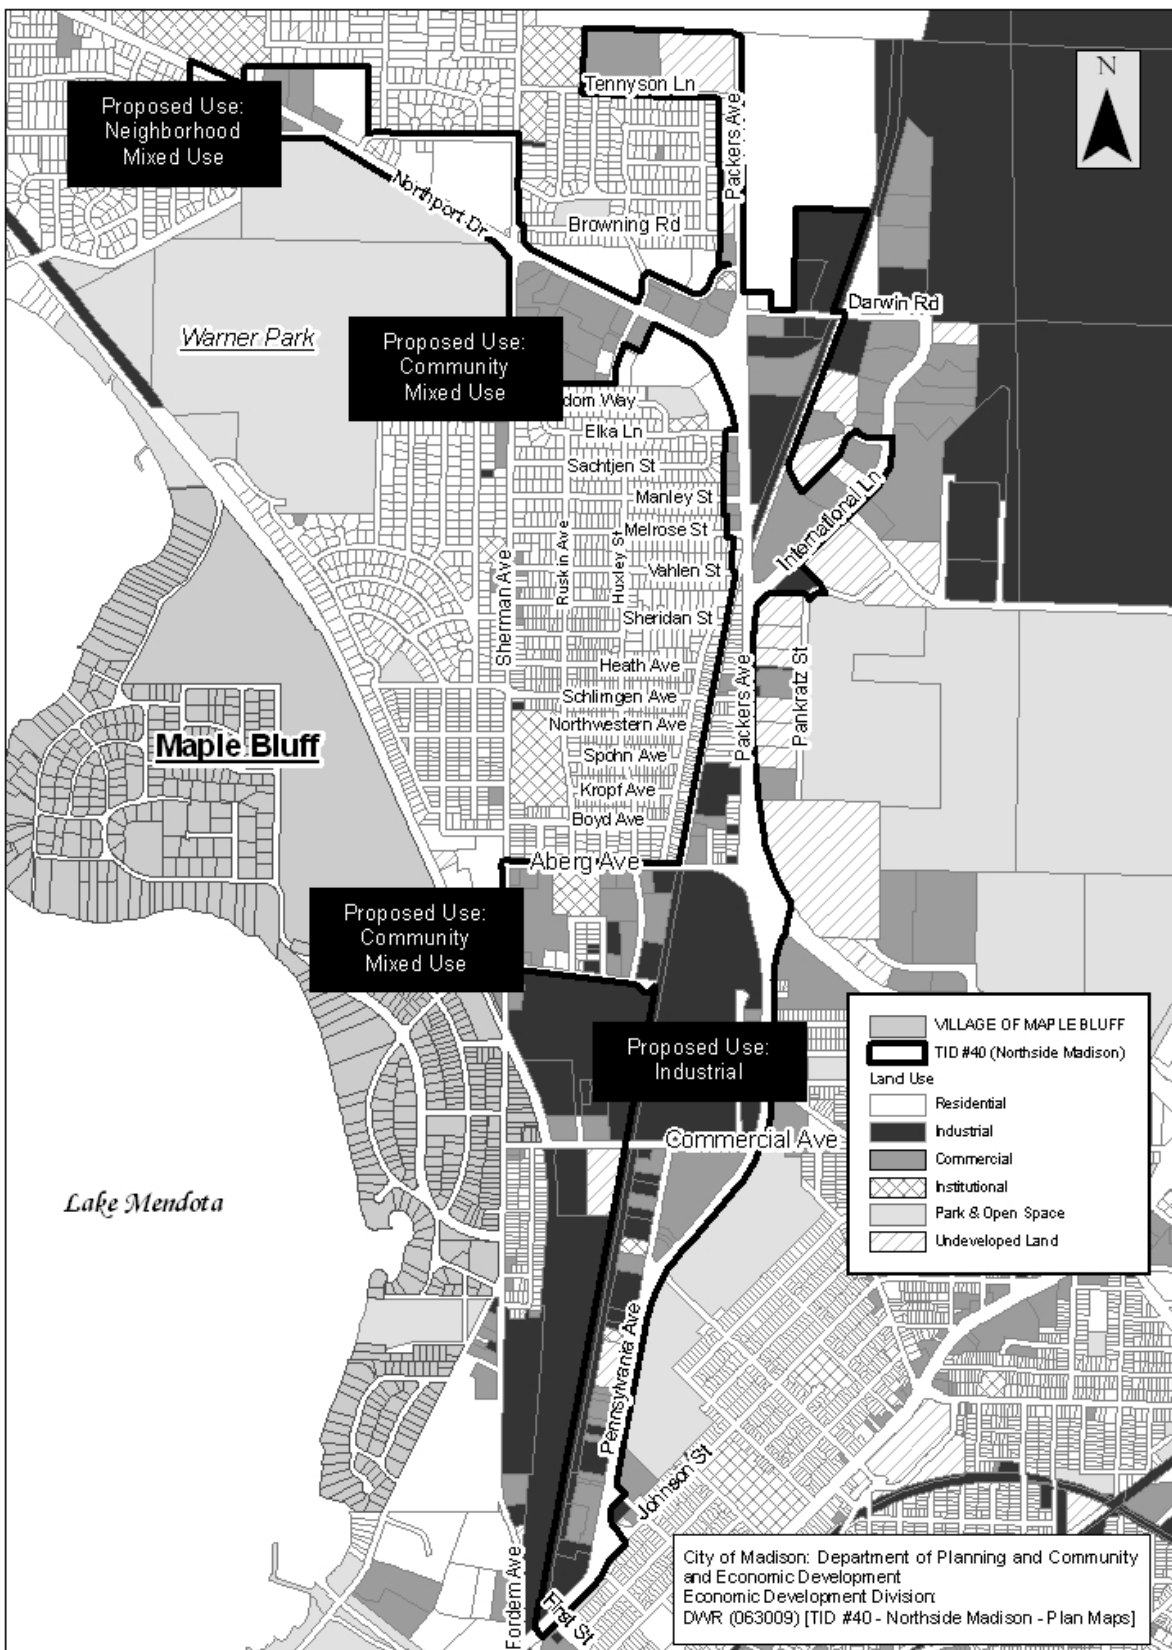 N
Tennyson Ln
Packers Ave
Proposed Use:
Neighborhood
Mixed Use
Northport Dr
Browning Rd
Darwin Rd
Warner Park
Proposed Use:
Community
Mixed Use
dom Way
Elka Ln
Sachtjen St
Manley St
International Ln
Melrose St
Ruskin Ave
Huxley St
Sherman Ave
Vahlen St
Sheridan St
Heath Ave
Packers Ave
Pankratz St
Schlimgen Ave
Northwestern Ave
Maple Bluff
Spohn Ave
Kropf Ave
Boyd Ave
Aberg Ave
Proposed Use:
Community
Mixed Use
Proposed Use:
Industrial
VILLAGE OF MAPLE BLUFF
TID #40 (Northside Madison)
Land Use
Residential
Industrial
Commercial
Institutional
Park & Open Space
Undeveloped Land
Commercial Ave
Lake Mendota
Pennsylvania Ave
Johnson St
Fordem Ave
First St
City of Madison: Department of Planning and Community
and Economic Development
Economic Development Division:
DWR (063009) [TID #40 - Northside Madison - Plan Maps]